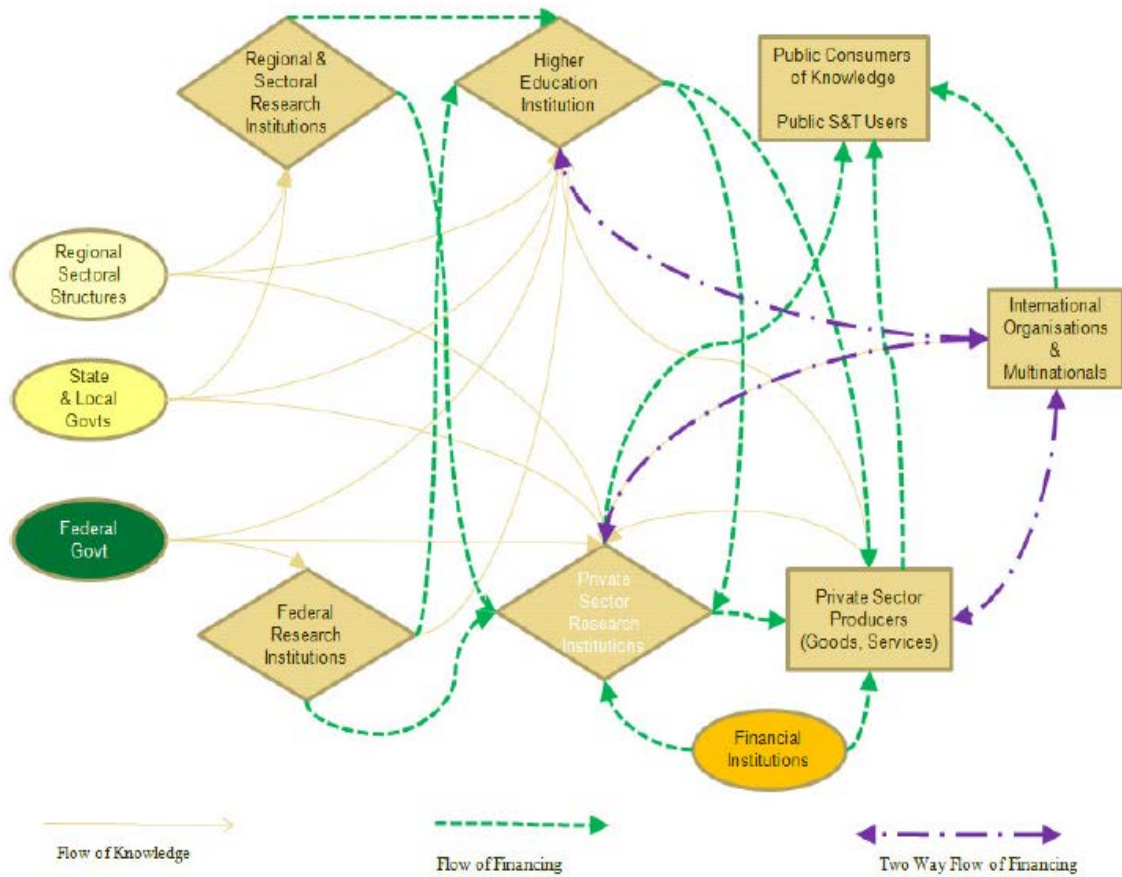 Regional &
Sectoral
Research
Institutions
Higher
Education
Institution
Public Consumers
of Knowledge
Public S&T Users
Regional
Sectoral
Structures
International
Organisations
&
Multinationals
State
& Local
Govts
Federal
Govt
Federal
Research
Institutions
Private
Sector
Research
Institutions
Private Sector
Producers
(Goods, Services)
Financial
Institutions
Flow of Knowledge
Flow of Financing
Two Way Flow of Financing